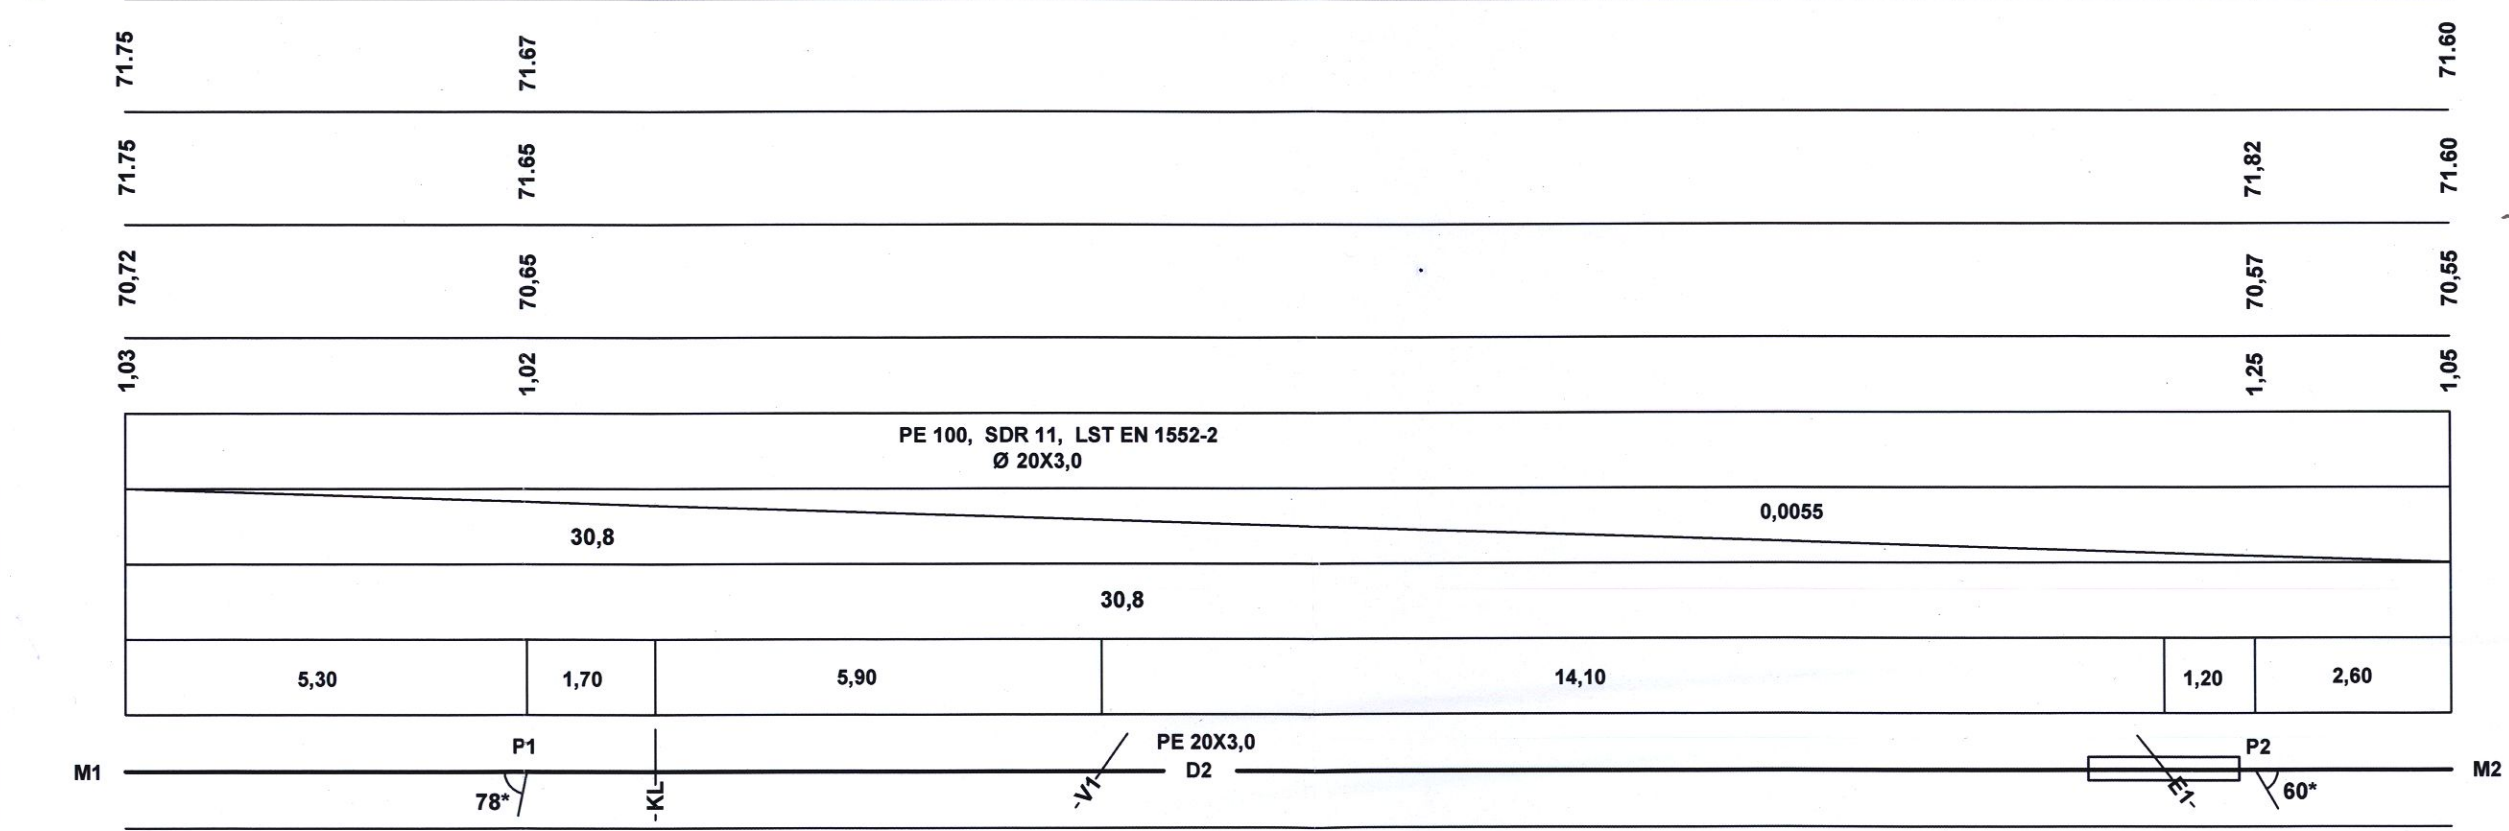 71.75 71.67 71.60
71.75 71.65 71,82 71.60
70,72 70,65 70,57 70,55
1,03 1,02 1,25 1,05
PE 100, SDR 11, LST EN 1552-2
Ø 20X3,0
0,0055
30,8
30,8
5,30 1,70 5,90 14,10 1,20 2,60
P1 PE 20X3,0 P2
M1 D2 M2
78* -KL- -V1- -E1- 60*